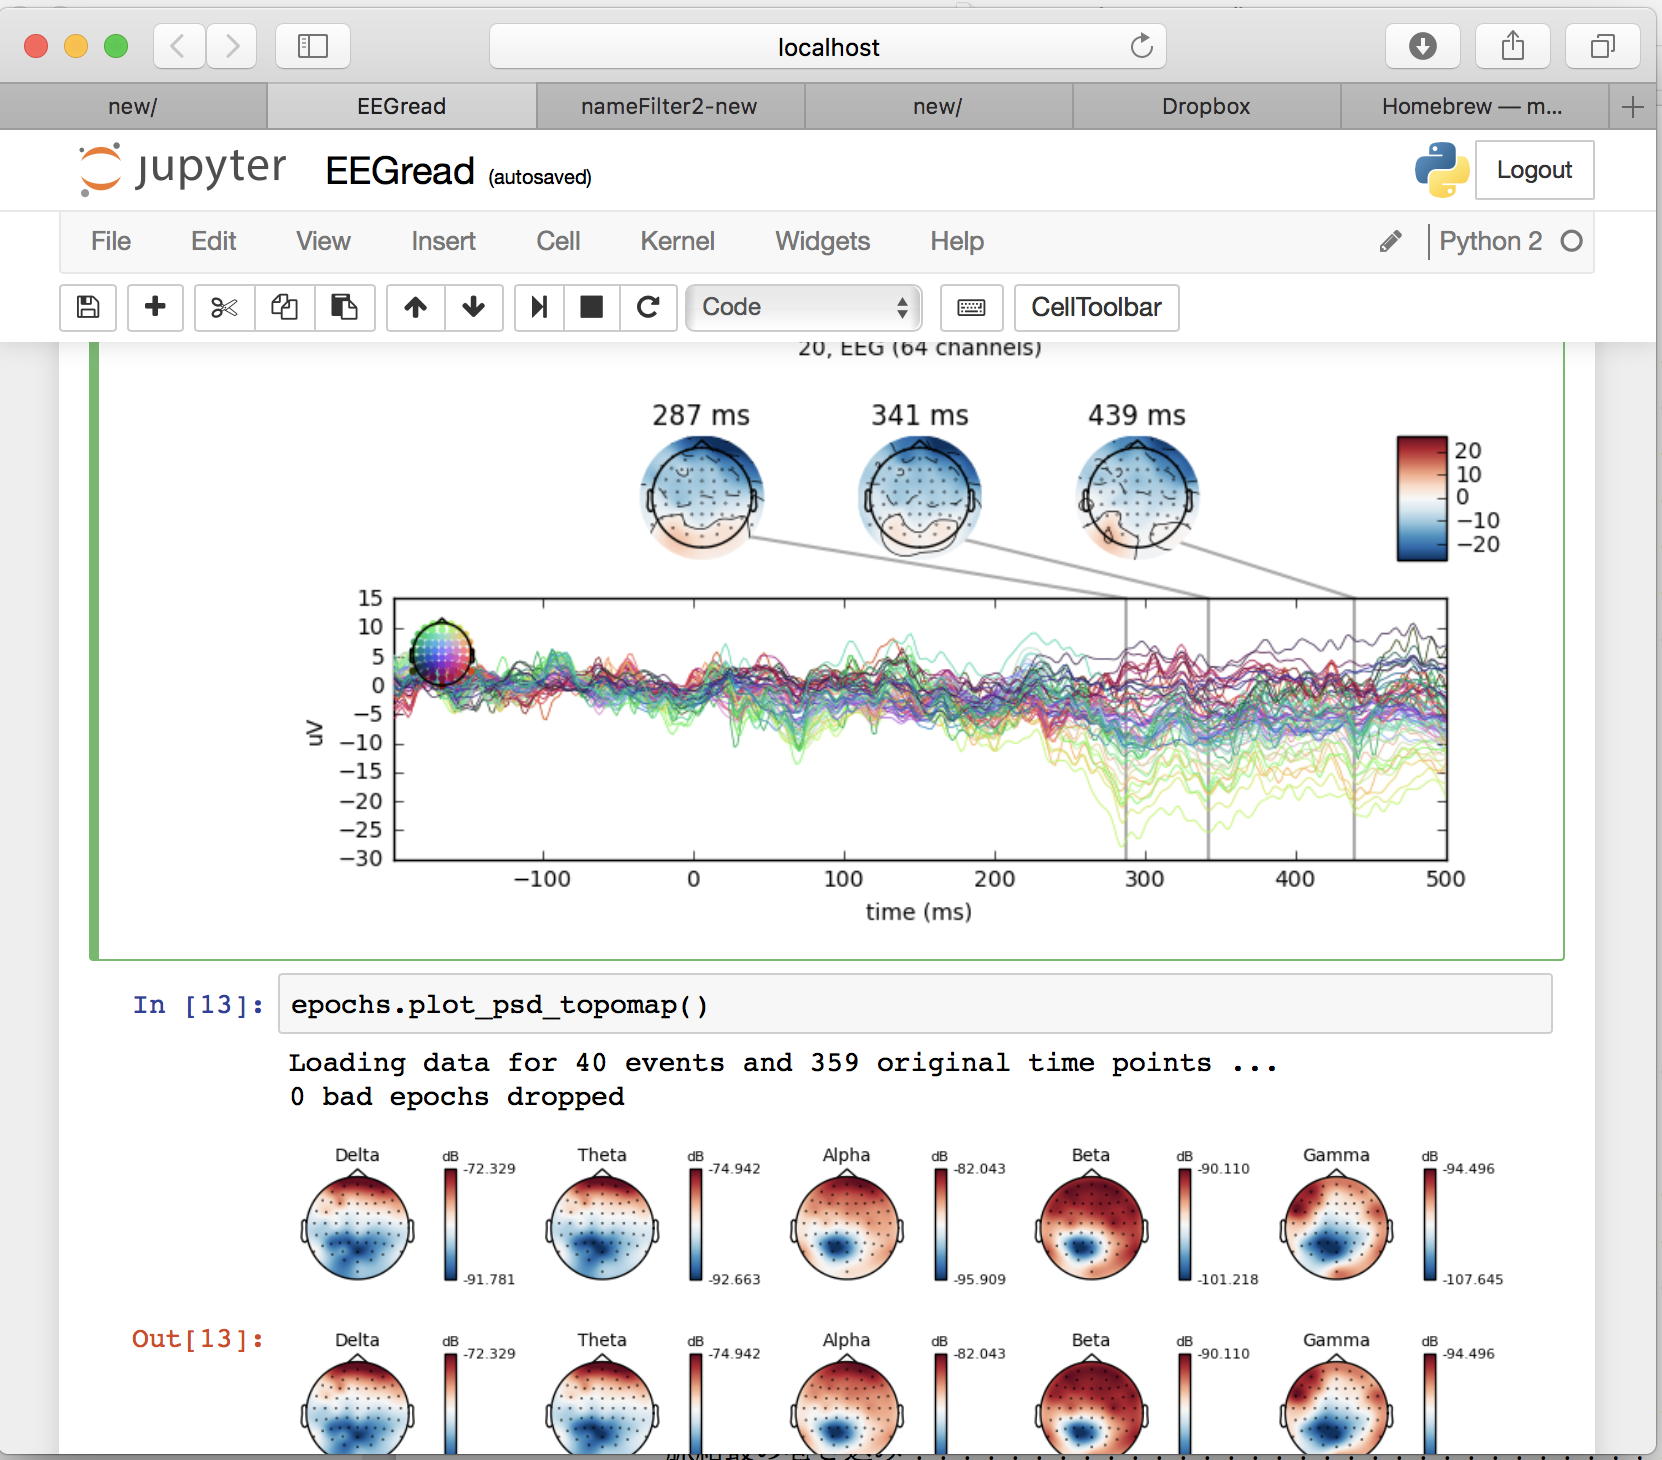 localhost
new/ EEGread nameFilter2-new new/ Dropbox Homebrew — m...
jupyter EEGread (autosaved) Logout
File Edit View Insert Cell Kernel Widgets Help Python 2
Code CellToolbar
20, EEG (64 channels)
287 ms 341 ms 439 ms
20
10
0
−10
−20
15
10
5
0
−5
−10
−15
−20
−25
−30
uV
−100 0 100 200 300 400 500
time (ms)
In [13]: epochs.plot_psd_topomap()
Loading data for 40 events and 359 original time points ...
0 bad epochs dropped
Delta dB -72.329 Theta dB -74.942 Alpha dB -82.043 Beta dB -90.110 Gamma dB -94.496
-91.781 -92.663 -95.909 -101.218 -107.645
Out[13]: Delta dB -72.329 Theta dB -74.942 Alpha dB -82.043 Beta dB -90.110 Gamma dB -94.496